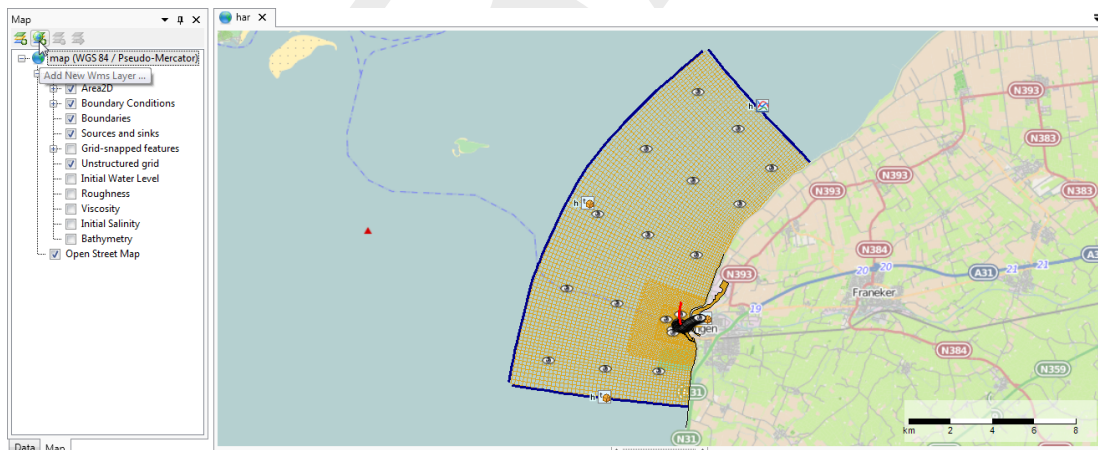 Map
har
map (WGS 84 / Pseudo-Mercator)
Add New Wms Layer ...
Area2D
Boundary Conditions
Boundaries
Sources and sinks
Grid-snapped features
Unstructured grid
Initial Water Level
Roughness
Viscosity
Initial Salinity
Bathymetry
Open Street Map
Data
Map
h
h
h
N393
N383
N393
N393
N383
N384
N393
20
20
21
21
A31
19
Franeker
ngen
N384
N359
N31
N31
km
2
4
6
8